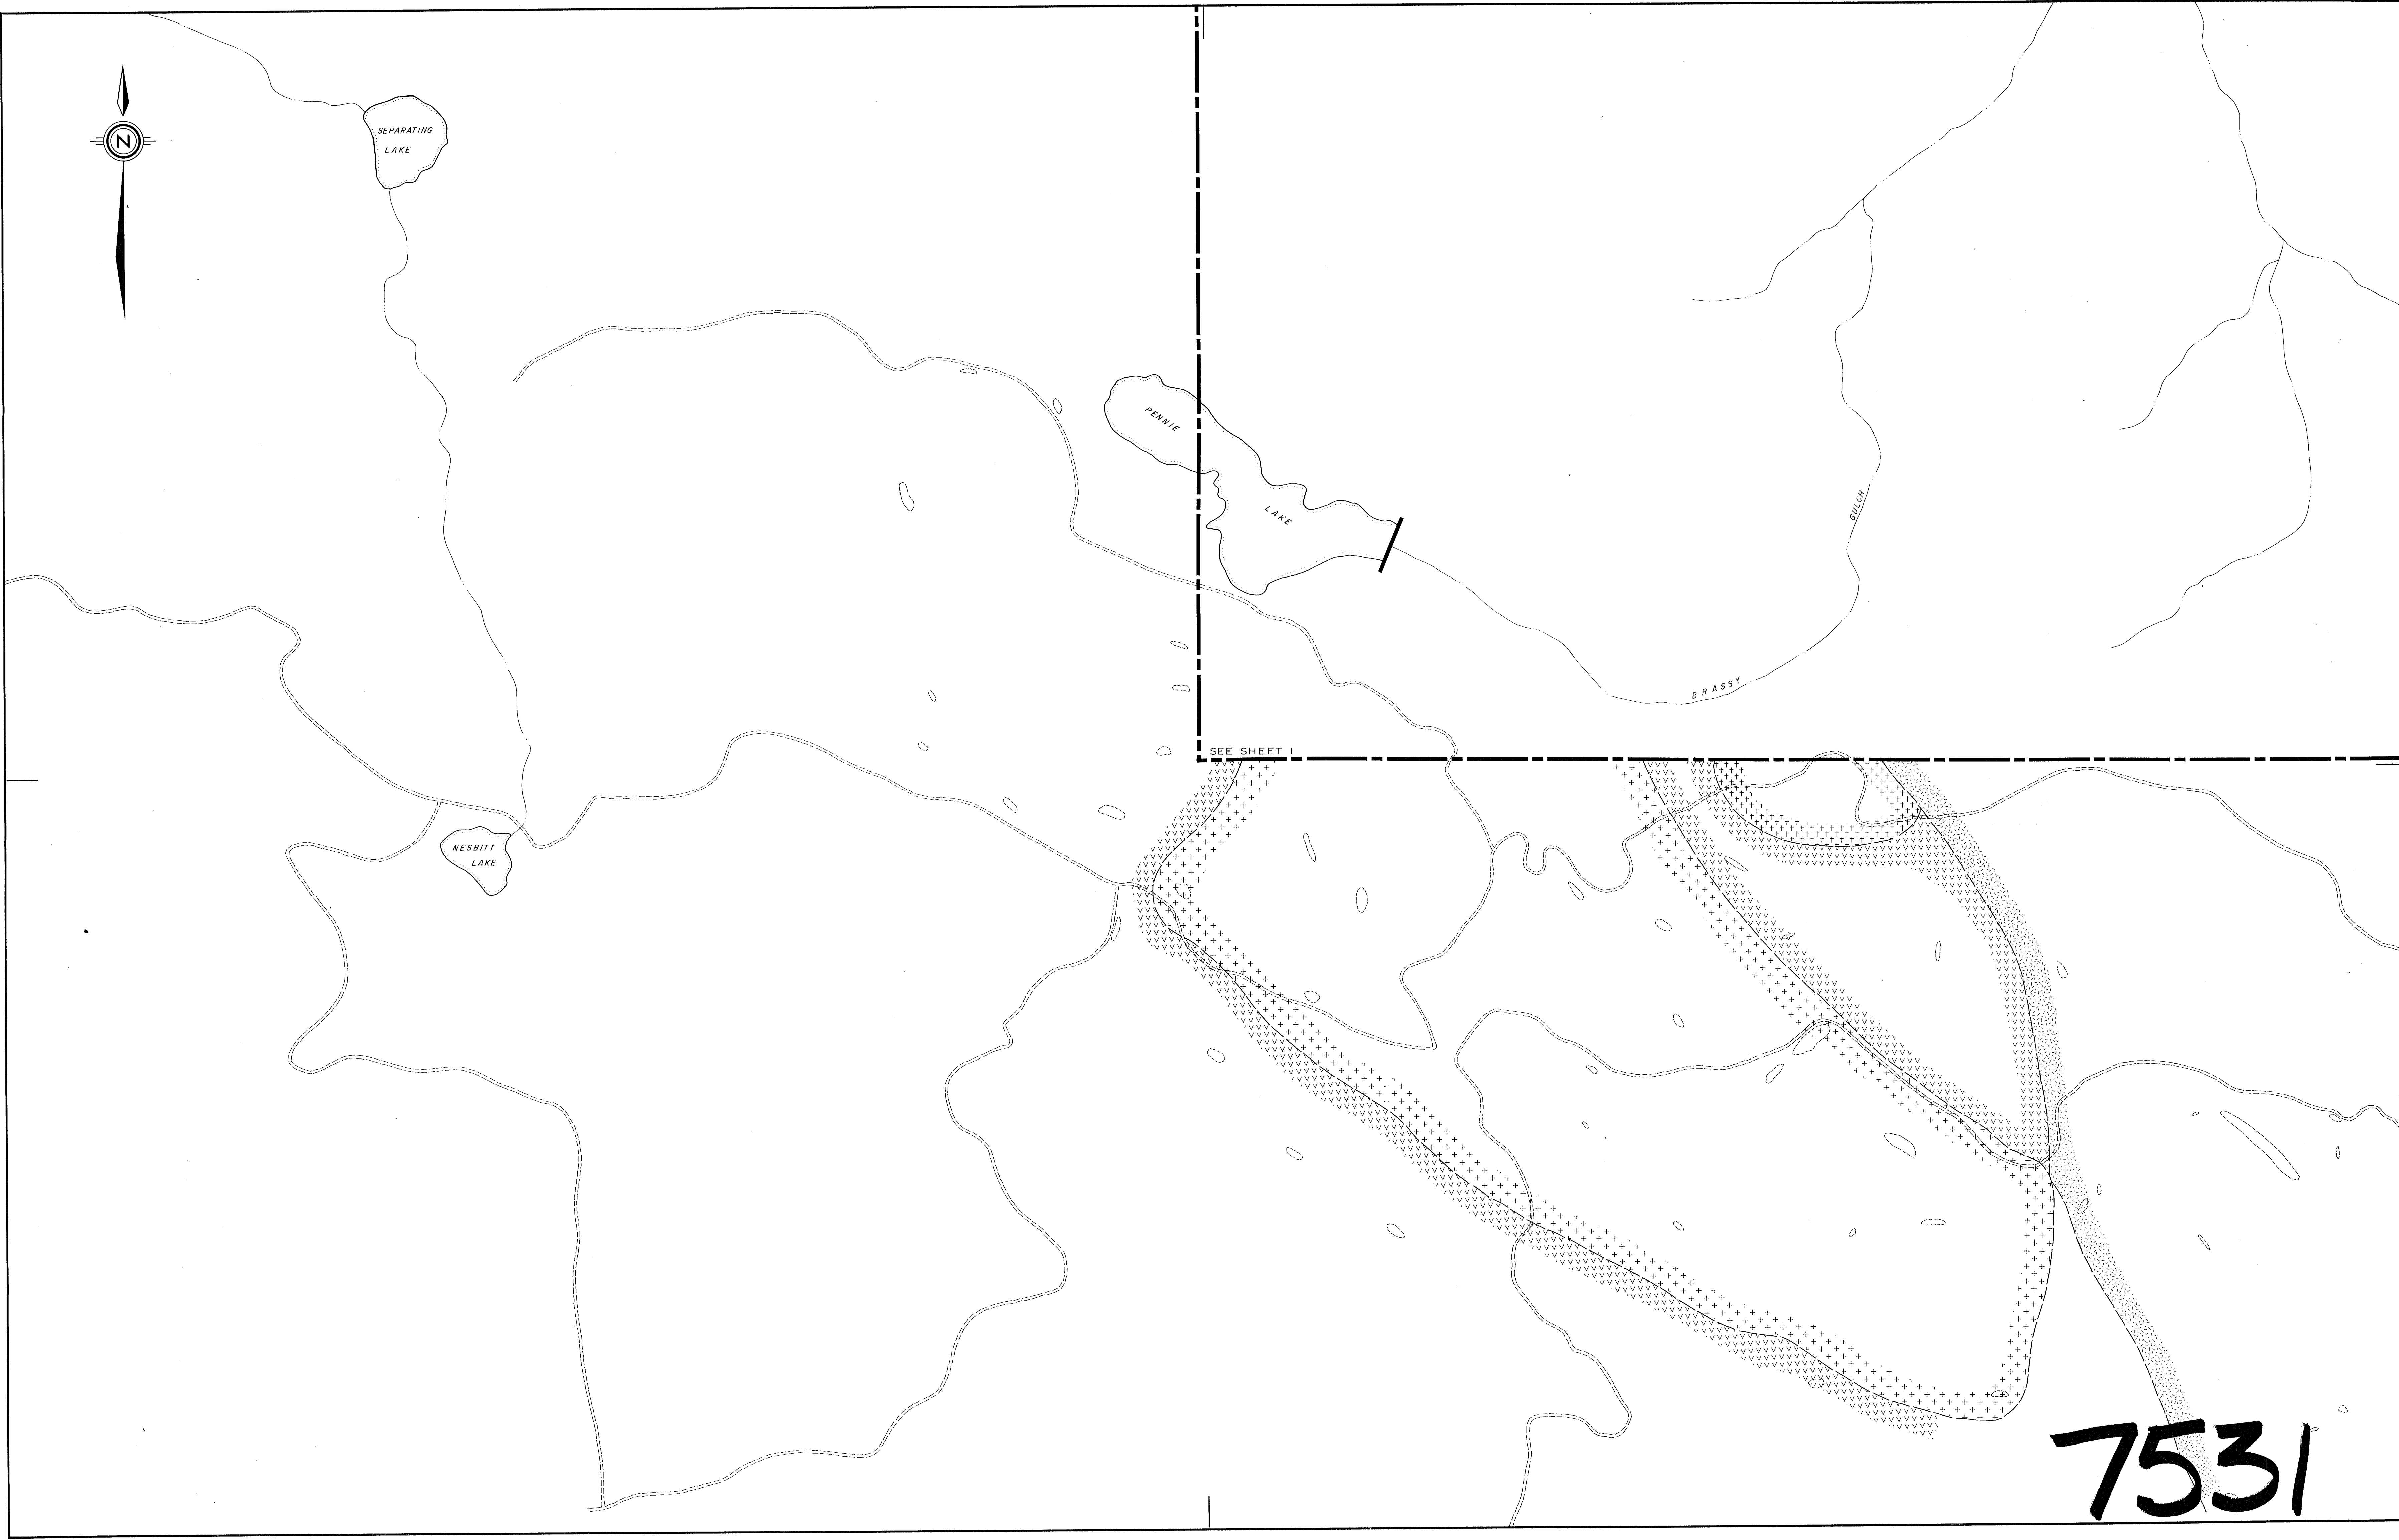 N
SEPARATING
LAKE
PENNIE
LAKE
GULCH
BRASSY
SEE SHEET 1
NESBITT
LAKE
7531